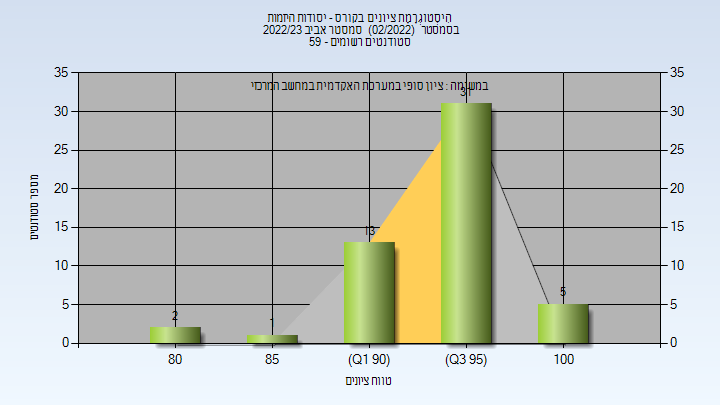 היסטוגרמת ציונים בקורס - יסודות היזמות
בסמסטר (02/2022) סמסטר אביב 2022/23
סטודנטים רשומים - 59
במשימה : ציון סופי במערכת האקדמית במחשב המרכזי
35 35
30 30
25 25
20 20
15 15
10 10
5 5
0 0
מספר סטודנטים
2 1 13 31 5
80 85 (Q1 90) (Q3 95) 100
טווח ציונים